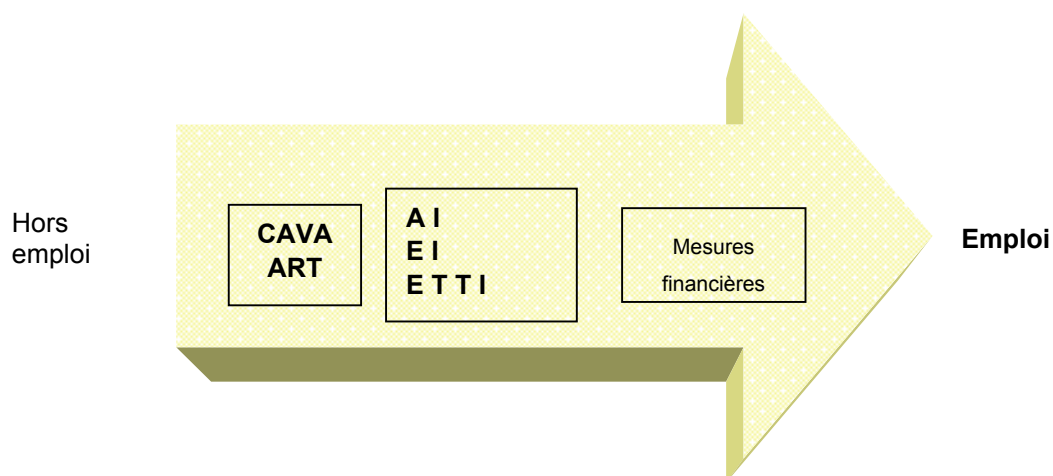 Hors
emploi
CAVA
ART
A I
E I
E T T I
Mesures
financières
Emploi